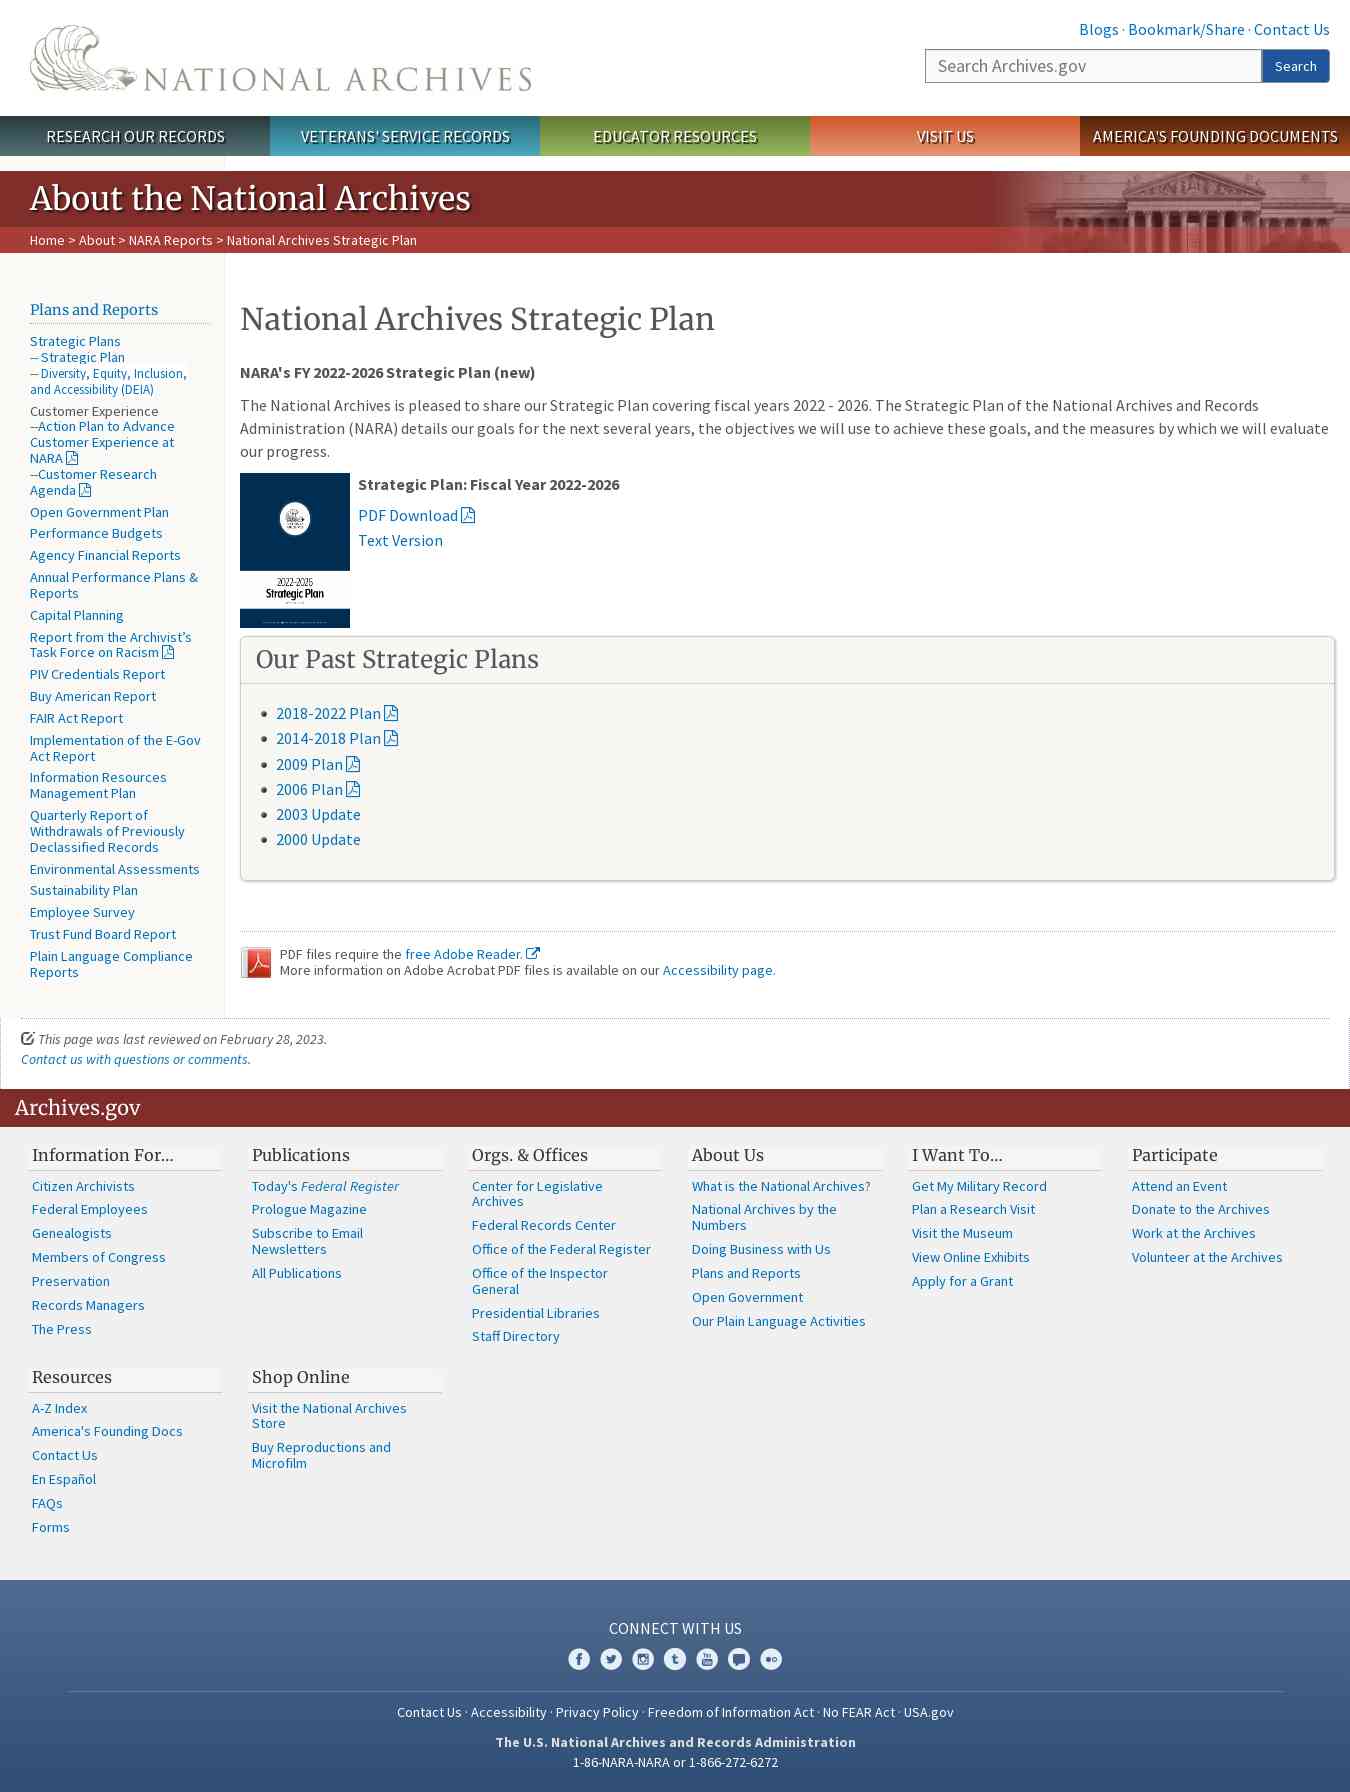 NATIONAL ARCHIVES
Blogs · Bookmark/Share · Contact Us
Search Archives.gov
Search
RESEARCH OUR RECORDS
VETERANS' SERVICE RECORDS
EDUCATOR RESOURCES
VISIT US
AMERICA'S FOUNDING DOCUMENTS
About the National Archives
Home > About > NARA Reports > National Archives Strategic Plan
Plans and Reports
Strategic Plans
-- Strategic Plan
-- Diversity, Equity, Inclusion,
and Accessibility (DEIA)
Customer Experience
--Action Plan to Advance
Customer Experience at
NARA
--Customer Research
Agenda
Open Government Plan
Performance Budgets
Agency Financial Reports
Annual Performance Plans &
Reports
Capital Planning
Report from the Archivist’s
Task Force on Racism
PIV Credentials Report
Buy American Report
FAIR Act Report
Implementation of the E-Gov
Act Report
Information Resources
Management Plan
Quarterly Report of
Withdrawals of Previously
Declassified Records
Environmental Assessments
Sustainability Plan
Employee Survey
Trust Fund Board Report
Plain Language Compliance
Reports
National Archives Strategic Plan
NARA's FY 2022-2026 Strategic Plan (new)
The National Archives is pleased to share our Strategic Plan covering fiscal years 2022 - 2026. The Strategic Plan of the National Archives and Records
Administration (NARA) details our goals for the next several years, the objectives we will use to achieve these goals, and the measures by which we will evaluate
our progress.
2022-2026
Strategic Plan
Strategic Plan: Fiscal Year 2022-2026
PDF Download
Text Version
Our Past Strategic Plans
2018-2022 Plan
2014-2018 Plan
2009 Plan
2006 Plan
2003 Update
2000 Update
PDF files require the free Adobe Reader.
More information on Adobe Acrobat PDF files is available on our Accessibility page.
This page was last reviewed on February 28, 2023.
Contact us with questions or comments.
Archives.gov
Information For…
Citizen Archivists
Federal Employees
Genealogists
Members of Congress
Preservation
Records Managers
The Press
Publications
Today's Federal Register
Prologue Magazine
Subscribe to Email
Newsletters
All Publications
Orgs. & Offices
Center for Legislative
Archives
Federal Records Center
Office of the Federal Register
Office of the Inspector
General
Presidential Libraries
Staff Directory
About Us
What is the National Archives?
National Archives by the
Numbers
Doing Business with Us
Plans and Reports
Open Government
Our Plain Language Activities
I Want To…
Get My Military Record
Plan a Research Visit
Visit the Museum
View Online Exhibits
Apply for a Grant
Participate
Attend an Event
Donate to the Archives
Work at the Archives
Volunteer at the Archives
Resources
A-Z Index
America's Founding Docs
Contact Us
En Español
FAQs
Forms
Shop Online
Visit the National Archives
Store
Buy Reproductions and
Microfilm
CONNECT WITH US
Contact Us · Accessibility · Privacy Policy · Freedom of Information Act · No FEAR Act · USA.gov
The U.S. National Archives and Records Administration
1-86-NARA-NARA or 1-866-272-6272